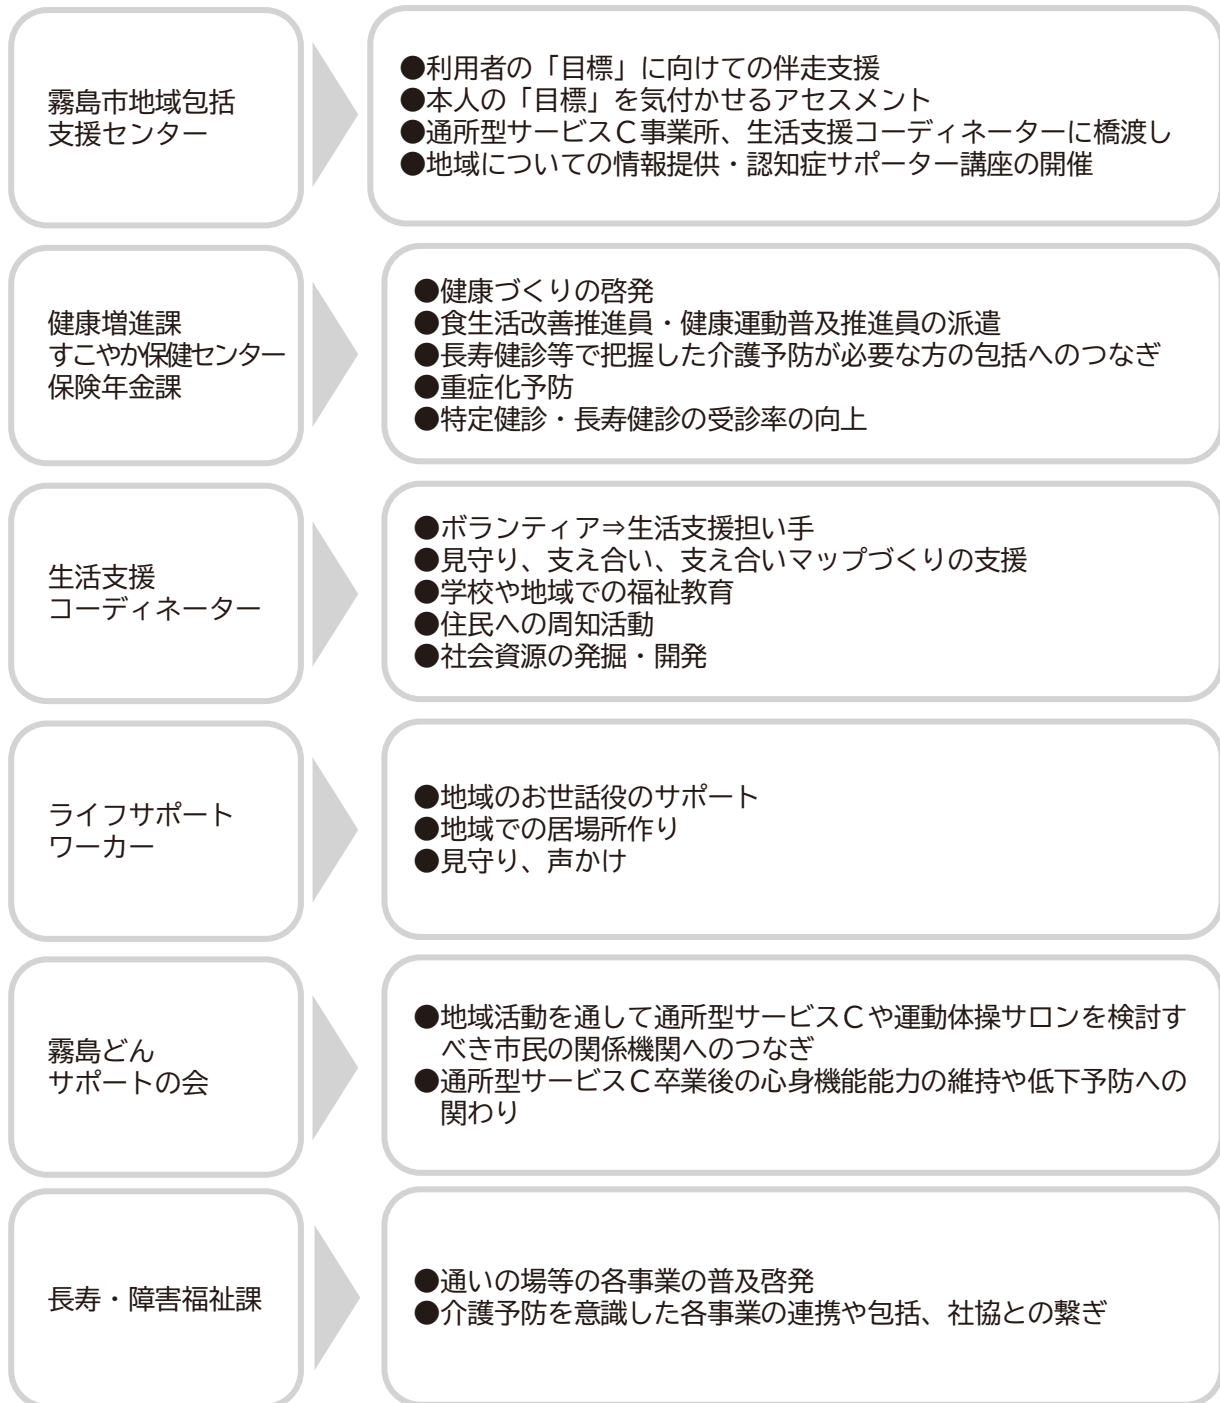 霧島市地域包括
支援センター
●利用者の「目標」に向けての伴走支援
●本人の「目標」を気付かせるアセスメント
●通所型サービスＣ事業所、生活支援コーディネーターに橋渡し
●地域についての情報提供・認知症サポーター講座の開催
健康増進課
すこやか保健センター
保険年金課
●健康づくりの啓発
●食生活改善推進員・健康運動普及推進員の派遣
●長寿健診等で把握した介護予防が必要な方の包括へのつなぎ
●重症化予防
●特定健診・長寿健診の受診率の向上
生活支援
コーディネーター
●ボランティア⇒生活支援担い手
●見守り、支え合い、支え合いマップづくりの支援
●学校や地域での福祉教育
●住民への周知活動
●社会資源の発掘・開発
ライフサポート
ワーカー
●地域のお世話役のサポート
●地域での居場所作り
●見守り、声かけ
霧島どん
サポートの会
●地域活動を通して通所型サービスＣや運動体操サロンを検討す
べき市民の関係機関へのつなぎ
●通所型サービスＣ卒業後の心身機能能力の維持や低下予防への
関わり
長寿・障害福祉課
●通いの場等の各事業の普及啓発
●介護予防を意識した各事業の連携や包括、社協との繋ぎ